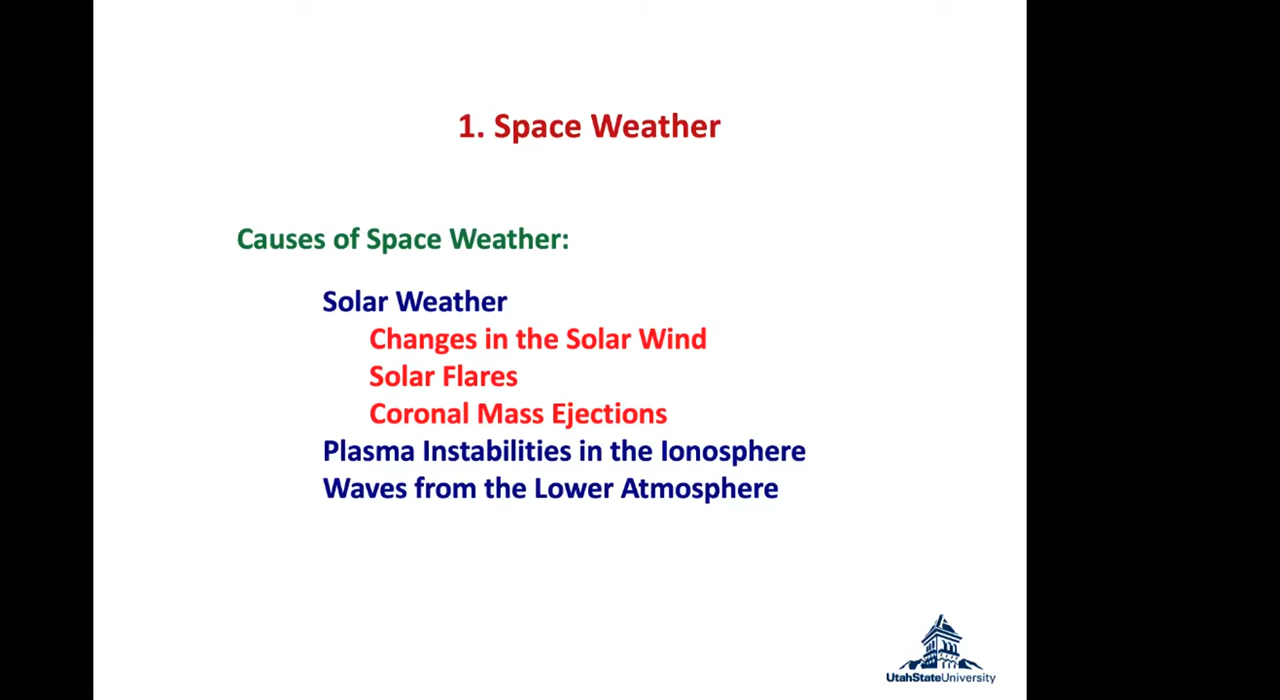 1. Space Weather
Causes of Space Weather:
Solar Weather
Changes in the Solar Wind
Solar Flares
Coronal Mass Ejections
Plasma Instabilities in the Ionosphere
Waves from the Lower Atmosphere
UtahStateUniversity